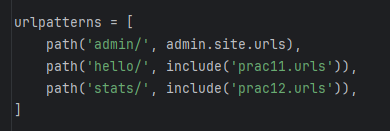 urlpatterns = [
    path('admin/', admin.site.urls),
    path('hello/', include('prac11.urls')),
    path('stats/', include('prac12.urls')),
]